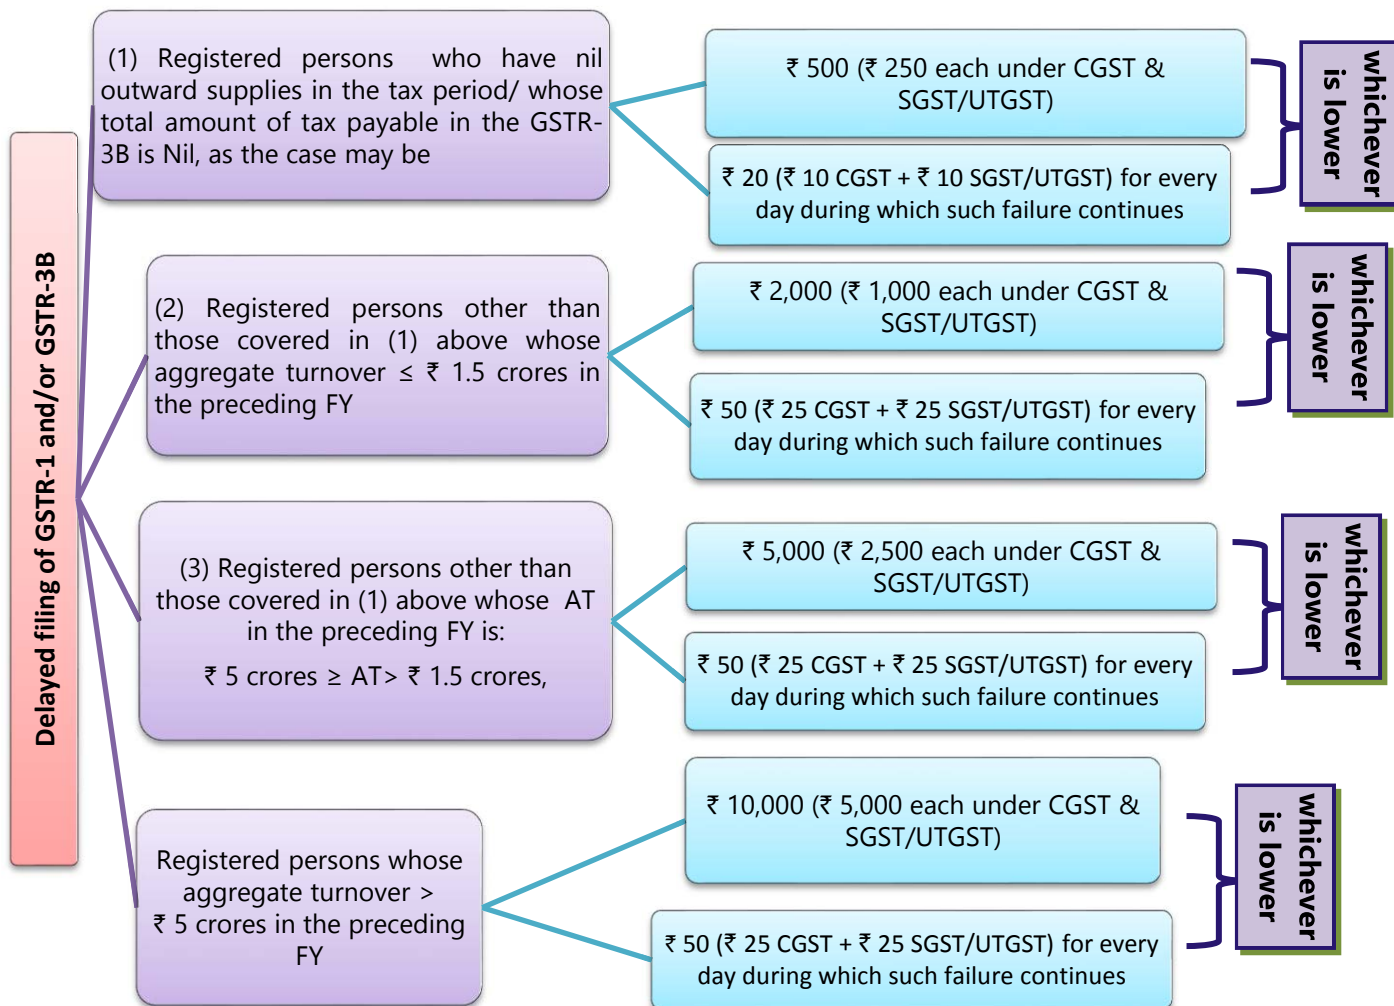 Delayed filing of GSTR-1 and/or GSTR-3B
(1) Registered persons who have nil
outward supplies in the tax period/ whose
total amount of tax payable in the GSTR-
3B is Nil, as the case may be
₹ 500 (₹ 250 each under CGST &
SGST/UTGST)
₹ 20 (₹ 10 CGST + ₹ 10 SGST/UTGST) for every
day during which such failure continues
whichever
is lower
(2) Registered persons other than
those covered in (1) above whose
aggregate turnover ≤ ₹ 1.5 crores in
the preceding FY
₹ 2,000 (₹ 1,000 each under CGST &
SGST/UTGST)
₹ 50 (₹ 25 CGST + ₹ 25 SGST/UTGST) for every
day during which such failure continues
whichever
is lower
(3) Registered persons other than
those covered in (1) above whose AT
in the preceding FY is:
₹ 5 crores ≥ AT> ₹ 1.5 crores,
₹ 5,000 (₹ 2,500 each under CGST &
SGST/UTGST)
₹ 50 (₹ 25 CGST + ₹ 25 SGST/UTGST) for every
day during which such failure continues
whichever
is lower
Registered persons whose
aggregate turnover >
₹ 5 crores in the preceding
FY
₹ 10,000 (₹ 5,000 each under CGST &
SGST/UTGST)
₹ 50 (₹ 25 CGST + ₹ 25 SGST/UTGST) for every
day during which such failure continues
whichever
is lower